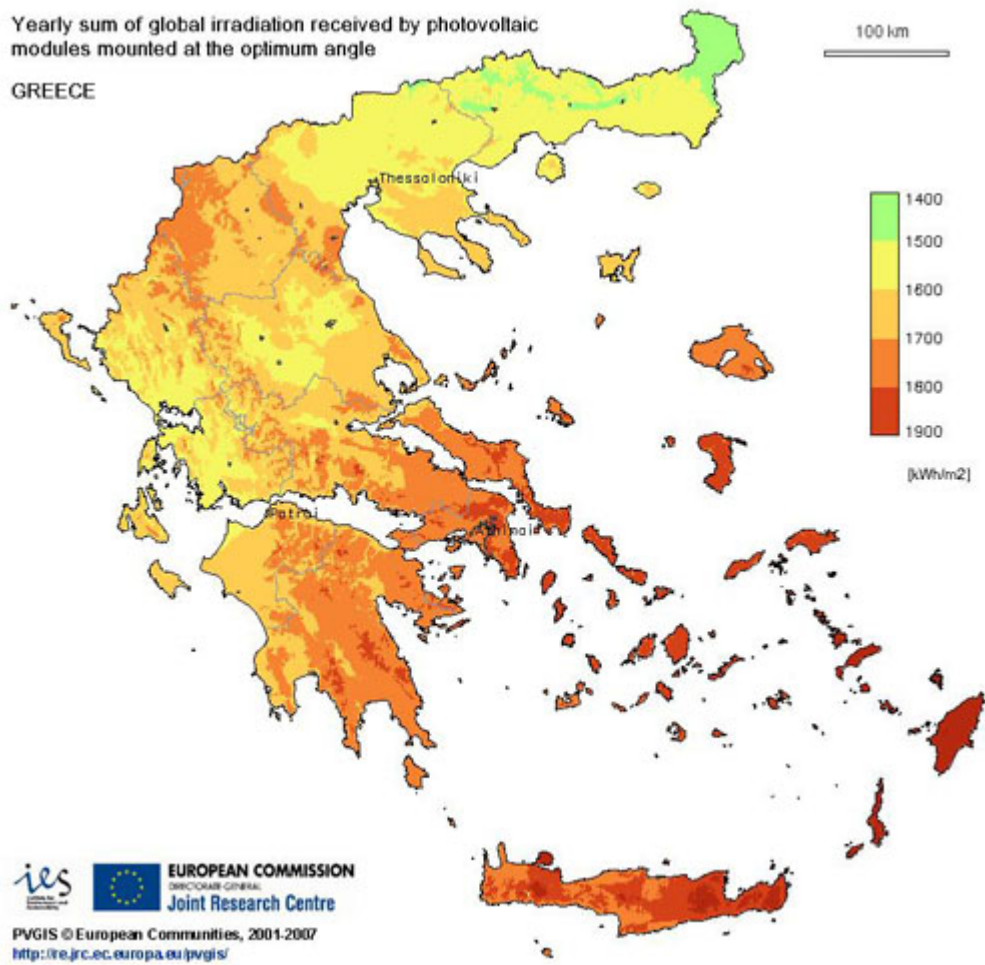 Yearly sum of global irradiation received by photovoltaic
modules mounted at the optimum angle
GREECE
100 km
Thessaloniki
1400
1500
1600
1700
1800
1900
[kWh/m2]
Patrai
ies
EUROPEAN COMMISSION
DIRECTORATE-GENERAL
Joint Research Centre
PVGIS © European Communities, 2001-2007
http://re.jrc.ec.europa.eu/pvgis/